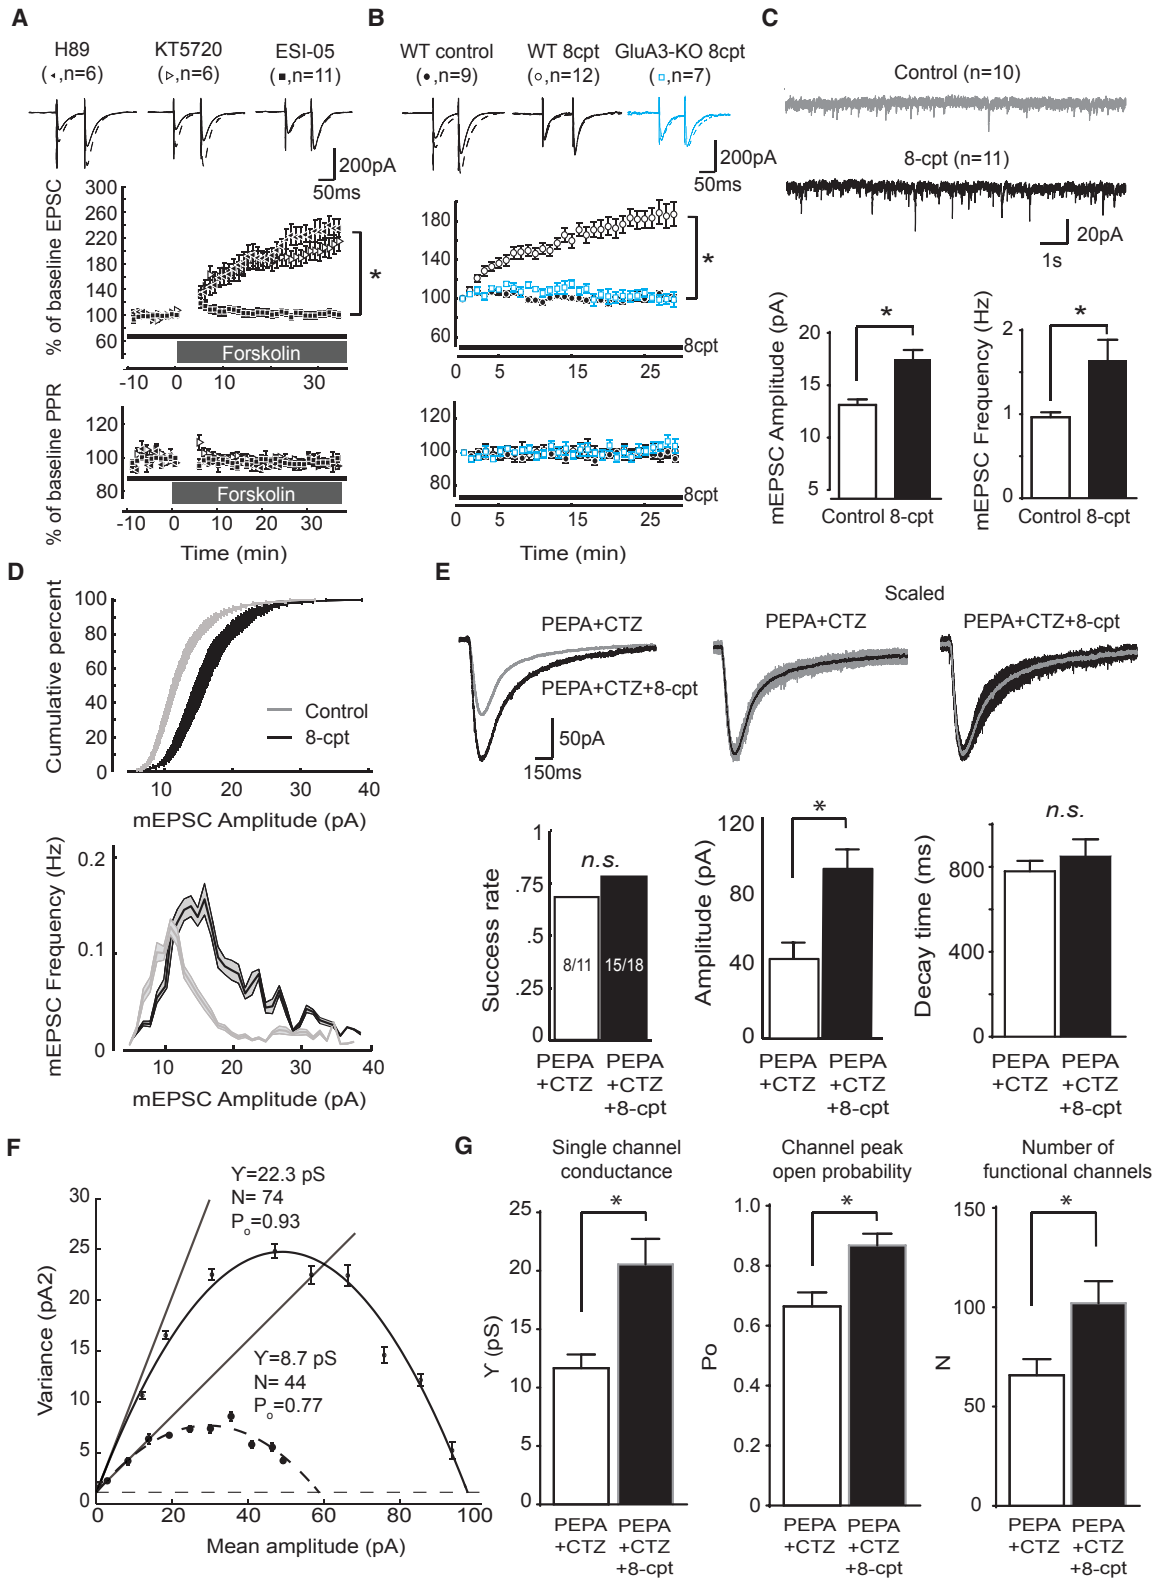 A
H89
(◂,n=6)
KT5720
(▹,n=6)
ESI-05
(■,n=11)
200pA
50ms
% of baseline EPSC
300
260
220
180
140
100
60
*
Forskolin
-10 0 10 30
% of baseline PPR
120
100
80
Forskolin
-10 0 10 20 30
Time (min)
B
WT control
(●,n=9)
WT 8cpt
(○,n=12)
GluA3-KO 8cpt
(□,n=7)
200pA
50ms
% of baseline EPSC
180
140
100
60
*
8cpt
0 5 15 25
% of baseline PPR
120
100
80
8cpt
0 5 15 25
Time (min)
C
Control (n=10)
8-cpt (n=11)
20pA
1s
mEPSC Amplitude (pA)
20
15
10
5
*
Control 8-cpt
mEPSC Frequency (Hz)
2
1
0
*
Control 8-cpt
D
Cumulative percent
100
80
60
40
20
0
Control
8-cpt
10 20 30 40
mEPSC Amplitude (pA)
mEPSC Frequency (Hz)
0.2
0.1
0
10 20 30 40
mEPSC Amplitude (pA)
E
Scaled
PEPA+CTZ
PEPA+CTZ+8-cpt
50pA
150ms
PEPA+CTZ
PEPA+CTZ+8-cpt
Success rate
1
.75
.5
.25
0
n.s.
8/11
15/18
PEPA
+CTZ
PEPA
+CTZ
+8-cpt
Amplitude (pA)
120
80
40
0
*
PEPA
+CTZ
PEPA
+CTZ
+8-cpt
Decay time (ms)
800
400
0
n.s.
PEPA
+CTZ
PEPA
+CTZ
+8-cpt
F
Variance (pA2)
30
25
20
15
10
5
0
ϒ=22.3 pS
N= 74
Po=0.93
ϒ=8.7 pS
N= 44
Po=0.77
0 20 40 60 80 100
Mean amplitude (pA)
G
Single channel
conductance
ϒ (pS)
25
20
15
10
5
0
*
PEPA
+CTZ
PEPA
+CTZ
+8-cpt
Channel peak
open probability
Po
1.0
0.8
0.6
0.4
0.2
0
*
PEPA
+CTZ
PEPA
+CTZ
+8-cpt
Number of
functional channels
N
150
100
50
0
*
PEPA
+CTZ
PEPA
+CTZ
+8-cpt